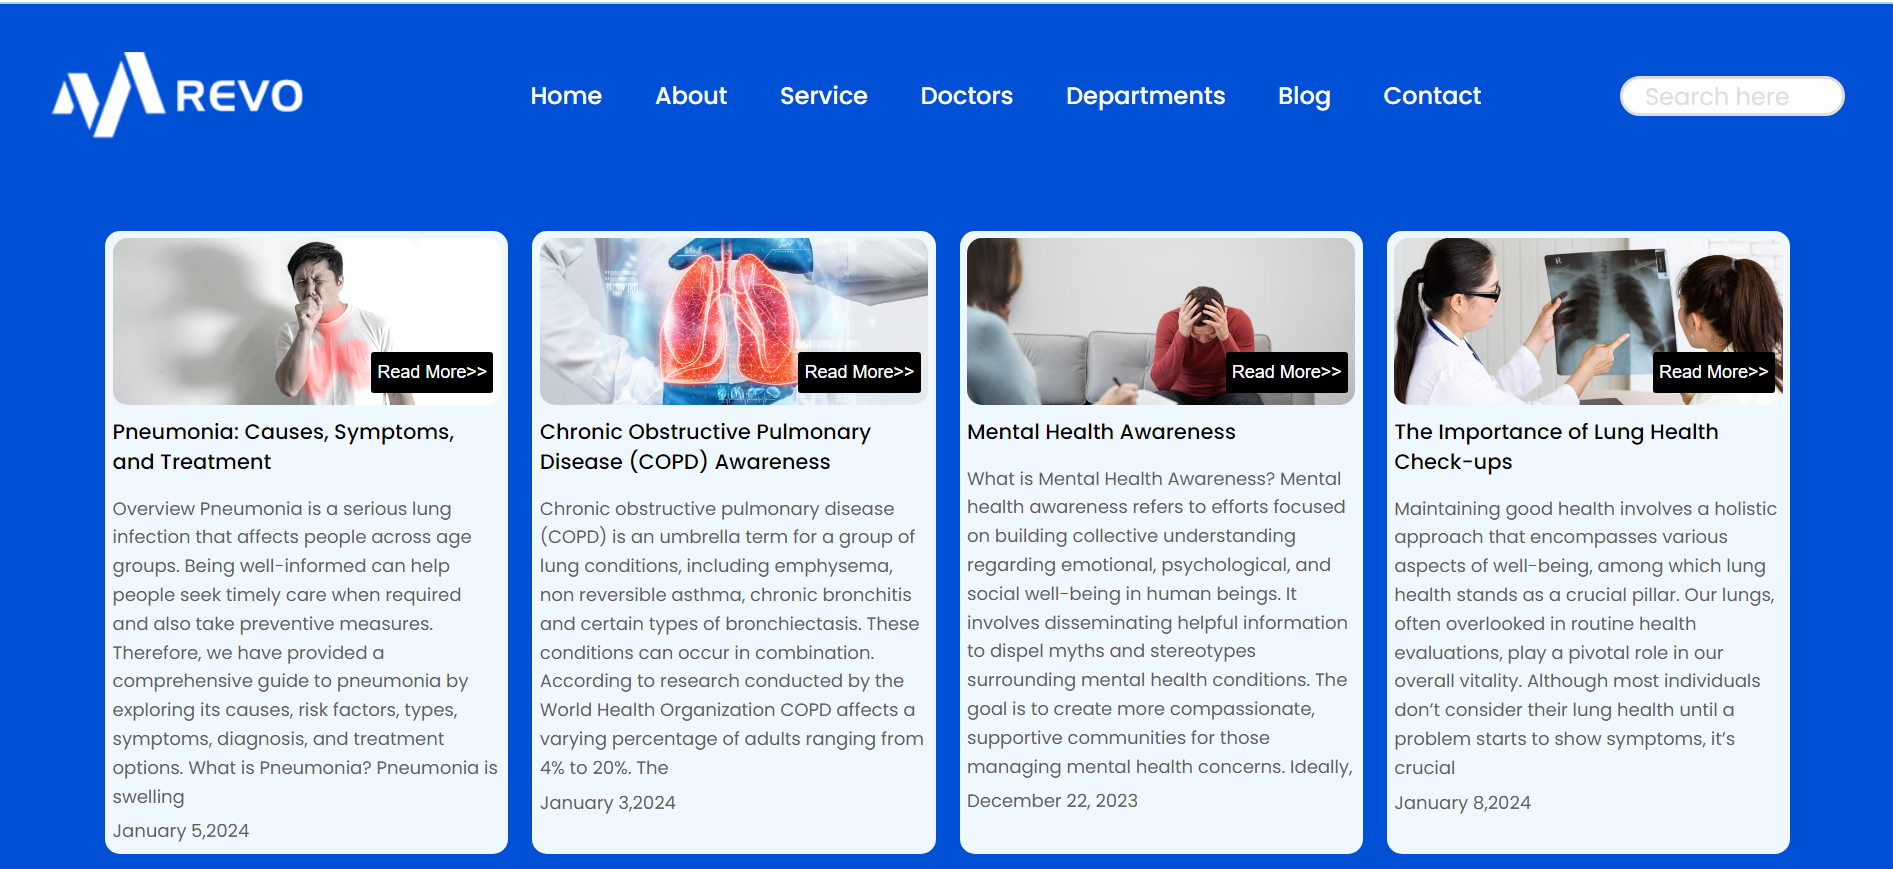 REVO
Home About Service Doctors Departments Blog Contact
Search here
Read More>>
Pneumonia: Causes, Symptoms,
and Treatment
Overview Pneumonia is a serious lung
infection that affects people across age
groups. Being well-informed can help
people seek timely care when required
and also take preventive measures.
Therefore, we have provided a
comprehensive guide to pneumonia by
exploring its causes, risk factors, types,
symptoms, diagnosis, and treatment
options. What is Pneumonia? Pneumonia is
swelling
January 5,2024
Read More>>
Chronic Obstructive Pulmonary
Disease (COPD) Awareness
Chronic obstructive pulmonary disease
(COPD) is an umbrella term for a group of
lung conditions, including emphysema,
non reversible asthma, chronic bronchitis
and certain types of bronchiectasis. These
conditions can occur in combination.
According to research conducted by the
World Health Organization COPD affects a
varying percentage of adults ranging from
4% to 20%. The
January 3,2024
Read More>>
Mental Health Awareness
What is Mental Health Awareness? Mental
health awareness refers to efforts focused
on building collective understanding
regarding emotional, psychological, and
social well-being in human beings. It
involves disseminating helpful information
to dispel myths and stereotypes
surrounding mental health conditions. The
goal is to create more compassionate,
supportive communities for those
managing mental health concerns. Ideally,
December 22, 2023
Read More>>
The Importance of Lung Health
Check-ups
Maintaining good health involves a holistic
approach that encompasses various
aspects of well-being, among which lung
health stands as a crucial pillar. Our lungs,
often overlooked in routine health
evaluations, play a pivotal role in our
overall vitality. Although most individuals
don’t consider their lung health until a
problem starts to show symptoms, it’s
crucial
January 8,2024